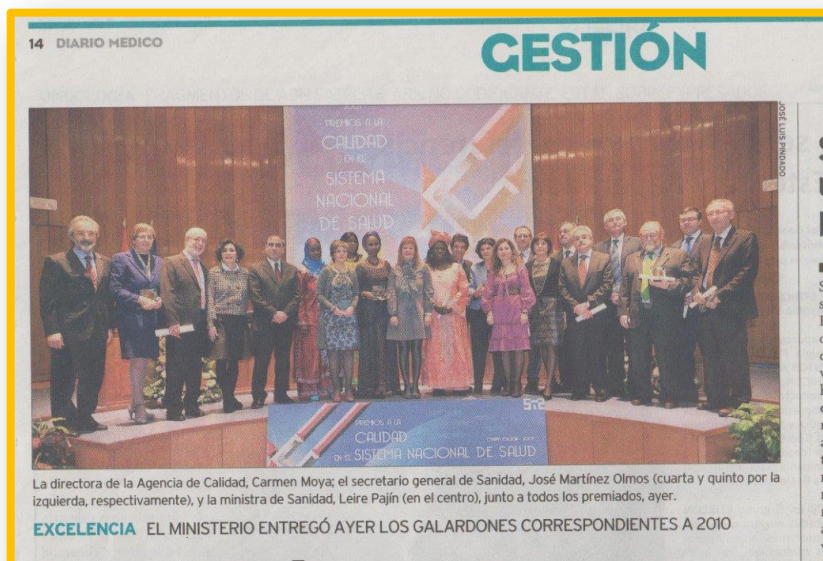 14 DIARIO MEDICO
GESTIÓN
JOSÉ LUIS PINDADO
PREMIOS A LA
CALIDAD
EN EL
SISTEMA
NACIONAL
DE SALUD
PREMIOS A LA
CALIDAD
EN EL SISTEMA NACIONAL DE SALUD
La directora de la Agencia de Calidad, Carmen Moya; el secretario general de Sanidad, José Martínez Olmos (cuarta y quinto por la
izquierda, respectivamente), y la ministra de Sanidad, Leire Pajín (en el centro), junto a todos los premiados, ayer.
EXCELENCIA EL MINISTERIO ENTREGÓ AYER LOS GALARDONES CORRESPONDIENTES A 2010